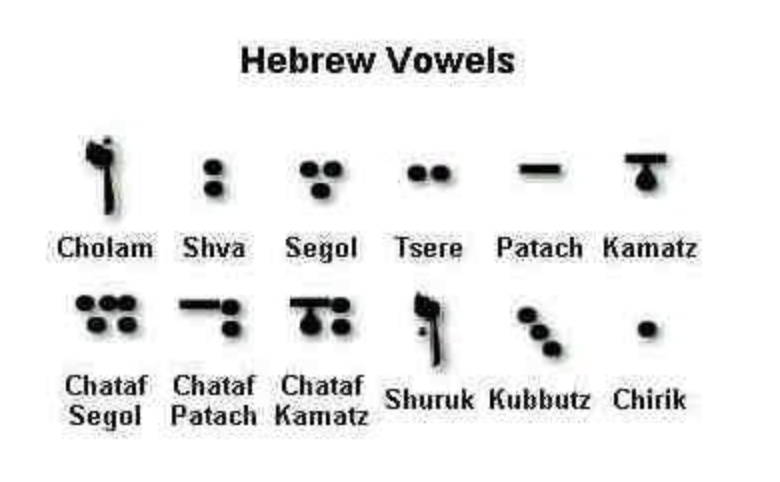 Hebrew Vowels
Cholam Shva Segol Tsere Patach Kamatz
Chataf Segol Chataf Patach Chataf Kamatz Shuruk Kubbutz Chirik